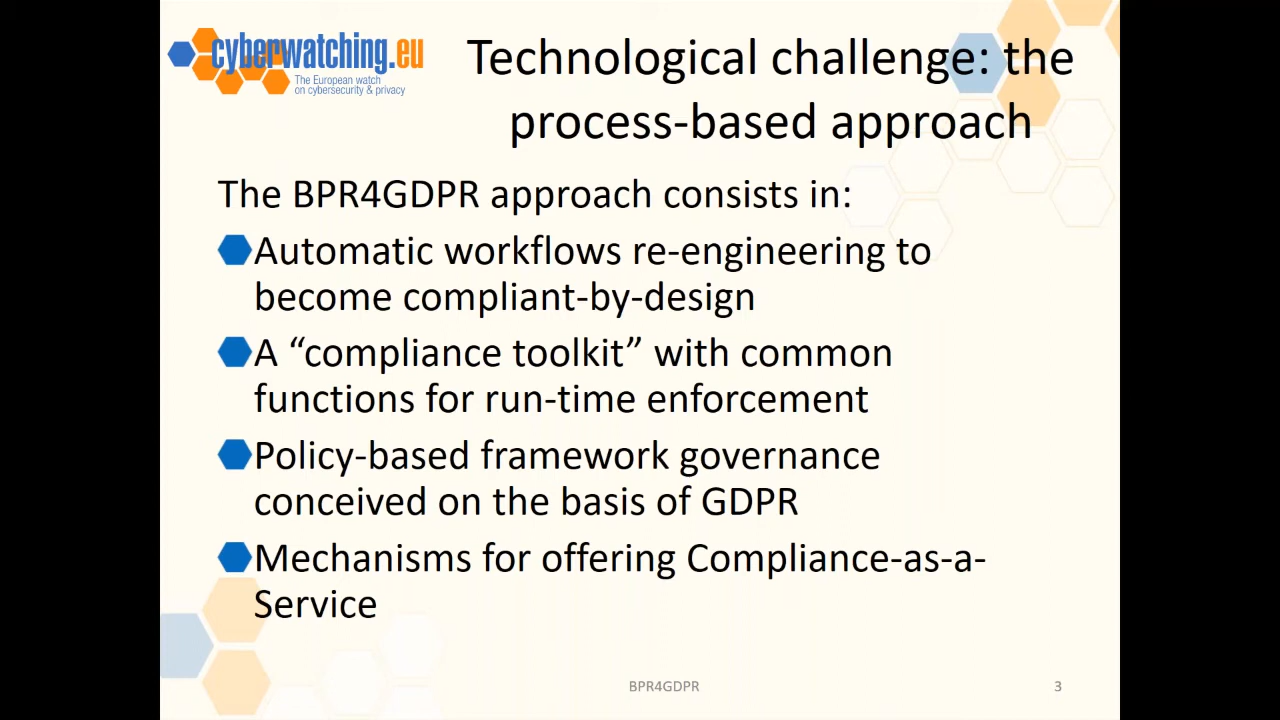 cyberwatching.eu
The European watch
on cybersecurity & privacy
Technological challenge: the
process-based approach
The BPR4GDPR approach consists in:
Automatic workflows re-engineering to
become compliant-by-design
A “compliance toolkit” with common
functions for run-time enforcement
Policy-based framework governance
conceived on the basis of GDPR
Mechanisms for offering Compliance-as-a-
Service
BPR4GDPR
3